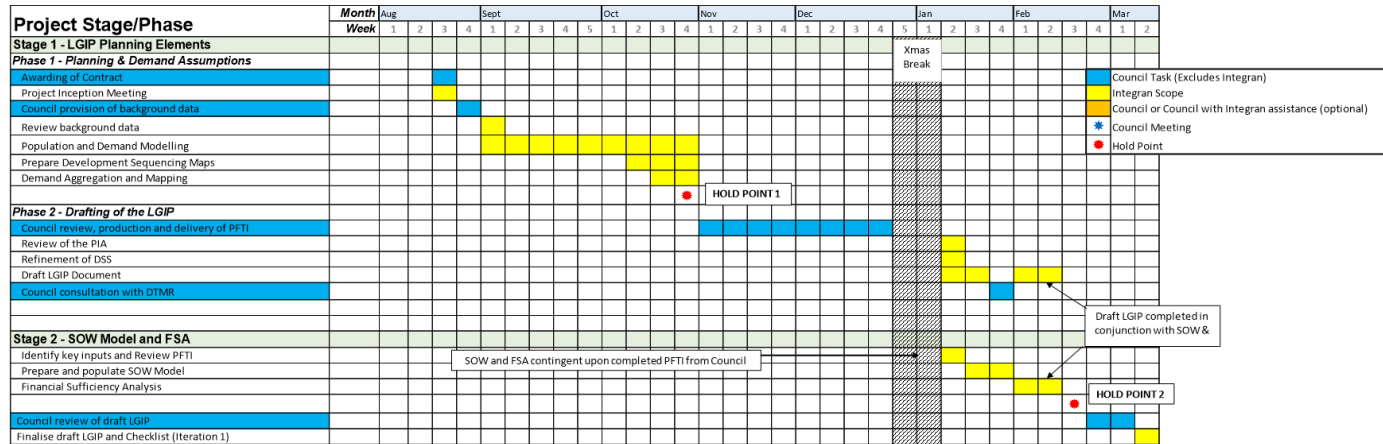 Project Stage/Phase
Month Aug Sept Oct Nov Dec Jan Feb Mar
Week 1 2 3 4 1 2 3 4 5 1 2 3 4 1 2 3 4 1 2 3 4 5 1 2 3 4 1 2 3 4 1 2
Stage 1 - LGIP Planning Elements
Xmas
Break
Phase 1 - Planning & Demand Assumptions
Awarding of Contract
Council Task (Excludes Integran)
Project Inception Meeting
Integran Scope
Council provision of background data
Council or Council with Integran assistance (optional)
Review background data
Council Meeting
Population and Demand Modelling
Hold Point
Prepare Development Sequencing Maps
Demand Aggregation and Mapping
HOLD POINT 1
Phase 2 - Drafting of the LGIP
Council review, production and delivery of PFTI
Review of the PIA
Refinement of DSS
Draft LGIP Document
Council consultation with DTMR
Draft LGIP completed in
conjunction with SOW &
Stage 2 - SOW Model and FSA
Identify key inputs and Review PFTI
SOW and FSA contingent upon completed PFTI from Council
Prepare and populate SOW Model
Financial Sufficiency Analysis
HOLD POINT 2
Council review of draft LGIP
Finalise draft LGIP and Checklist (Iteration 1)